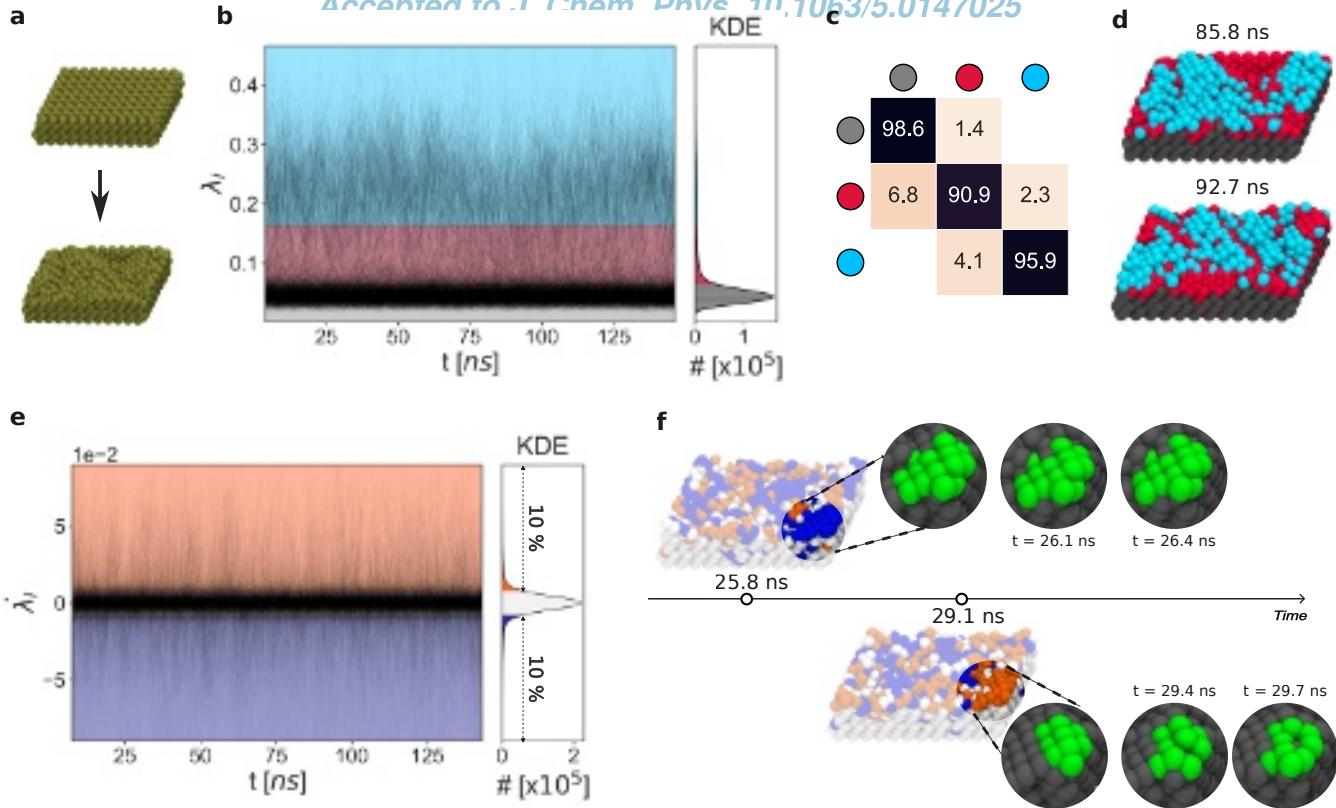 Accepted to J. Chem. Phys. 10.1063/5.0147025
a
b
KDE
c
d
85.8 ns
0.4
0.3
0.2
0.1
λᵢ
25 50 75 100 125
t [ns]
0 1
# [x10⁵]
98.6 1.4
6.8 90.9 2.3
4.1 95.9
92.7 ns
e
1e-2
KDE
5
0
−5
λ̇ᵢ
25 50 75 100 125
t [ns]
10 %
10 %
0 2
# [x10⁵]
f
t = 26.1 ns t = 26.4 ns
25.8 ns
29.1 ns
Time
t = 29.4 ns t = 29.7 ns